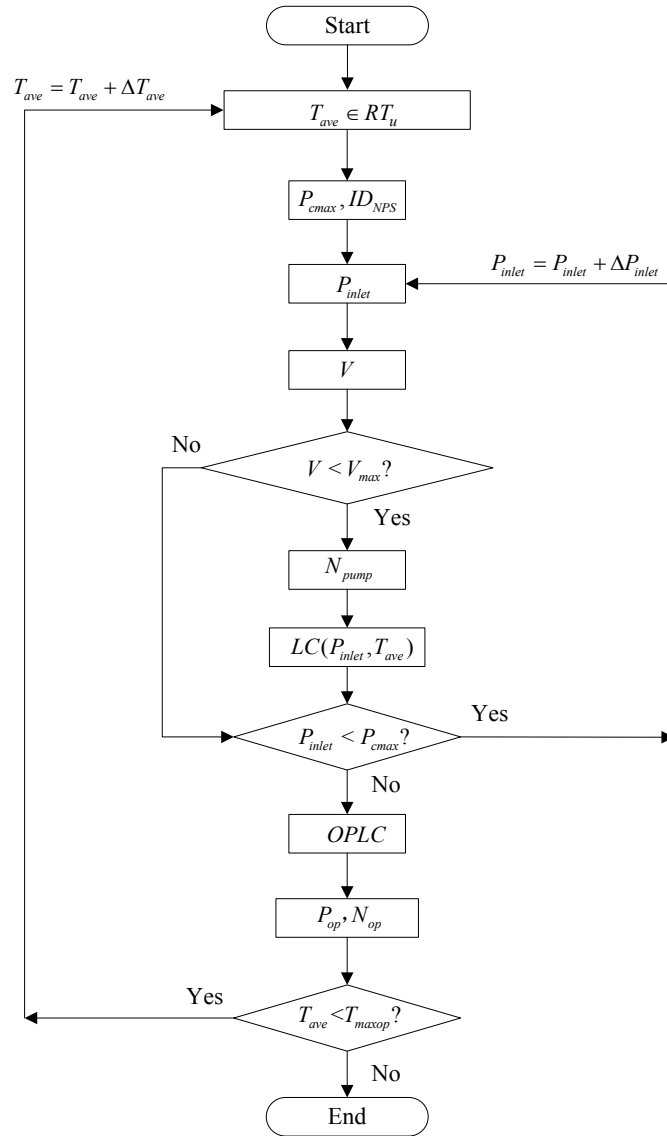 Start
T_ave = T_ave + ΔT_ave
T_ave ∈ RT_u
P_cmax, ID_NPS
P_inlet = P_inlet + ΔP_inlet
P_inlet
V
No
V < V_max?
Yes
N_pump
LC(P_inlet, T_ave)
Yes
P_inlet < P_cmax?
No
OPLC
P_op, N_op
Yes
T_ave < T_maxop?
No
End